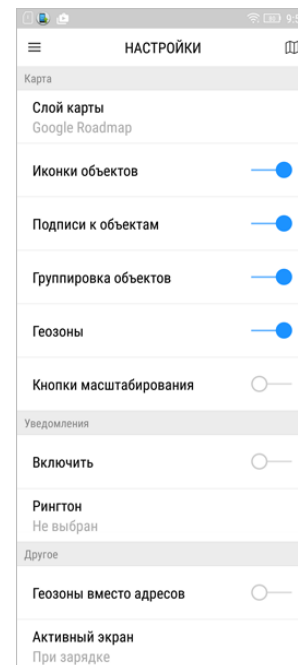 НАСТРОЙКИ
Карта
Слой карты
Google Roadmap
Иконки объектов
Подписи к объектам
Группировка объектов
Геозоны
Кнопки масштабирования
Уведомления
Включить
Рингтон
Не выбран
Другое
Геозоны вместо адресов
Активный экран
При зарядке